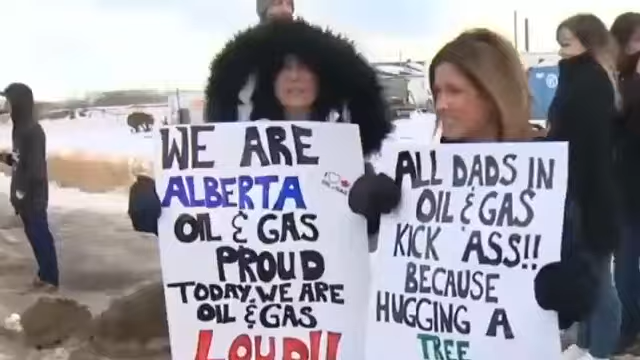 WE ARE
ALBERTA
OIL & GAS
PROUD
TODAY, WE ARE
OIL & GAS
LOUD!!
ALL DADS IN
OIL & GAS
KICK ASS!!
BECAUSE
HUGGING A
TREE